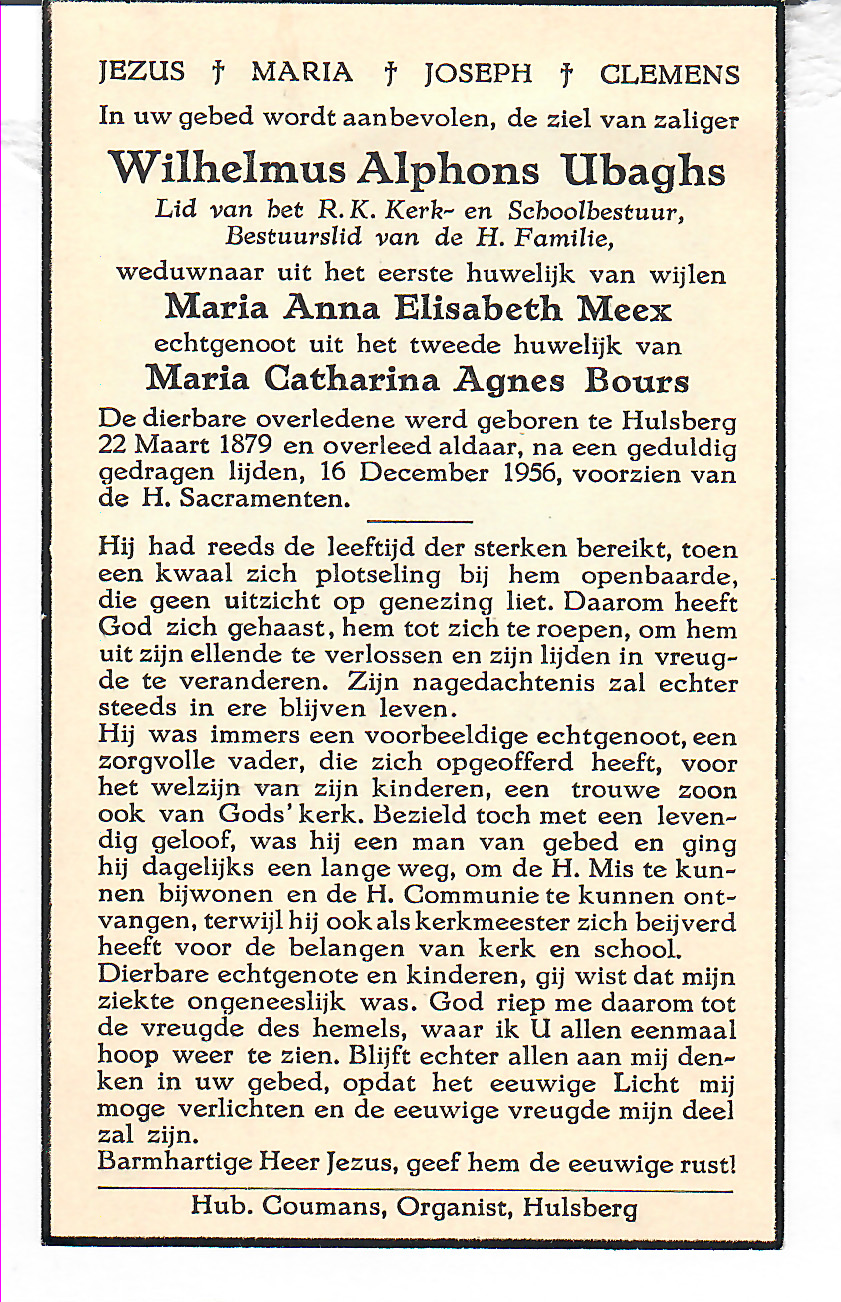 JEZUS † MARIA † JOSEPH † CLEMENS
In uw gebed wordt aanbevolen, de ziel van zaliger
Wilhelmus Alphons Ubaghs
Lid van het R. K. Kerk- en Schoolbestuur,
Bestuurslid van de H. Familie,
weduwnaar uit het eerste huwelijk van wijlen
Maria Anna Elisabeth Meex
echtgenoot uit het tweede huwelijk van
Maria Catharina Agnes Bours
De dierbare overledene werd geboren te Hulsberg
22 Maart 1879 en overleed aldaar, na een geduldig
gedragen lijden, 16 December 1956, voorzien van
de H. Sacramenten.
Hij had reeds de leeftijd der sterken bereikt, toen
een kwaal zich plotseling bij hem openbaarde,
die geen uitzicht op genezing liet. Daarom heeft
God zich gehaast, hem tot zich te roepen, om hem
uit zijn ellende te verlossen en zijn lijden in vreug-
de te veranderen. Zijn nagedachtenis zal echter
steeds in ere blijven leven.
Hij was immers een voorbeeldige echtgenoot, een
zorgvolle vader, die zich opgeofferd heeft, voor
het welzijn van zijn kinderen, een trouwe zoon
ook van Gods' kerk. Bezield toch met een leven-
dig geloof, was hij een man van gebed en ging
hij dagelijks een lange weg, om de H. Mis te kun-
nen bijwonen en de H. Communie te kunnen ont-
vangen, terwijl hij ook als kerkmeester zich beijverd
heeft voor de belangen van kerk en school.
Dierbare echtgenote en kinderen, gij wist dat mijn
ziekte ongeneeslijk was. God riep me daarom tot
de vreugde des hemels, waar ik U allen eenmaal
hoop weer te zien. Blijft echter allen aan mij den-
ken in uw gebed, opdat het eeuwige Licht mij
moge verlichten en de eeuwige vreugde mijn deel
zal zijn.
Barmhartige Heer Jezus, geef hem de eeuwige rust!
Hub. Coumans, Organist, Hulsberg